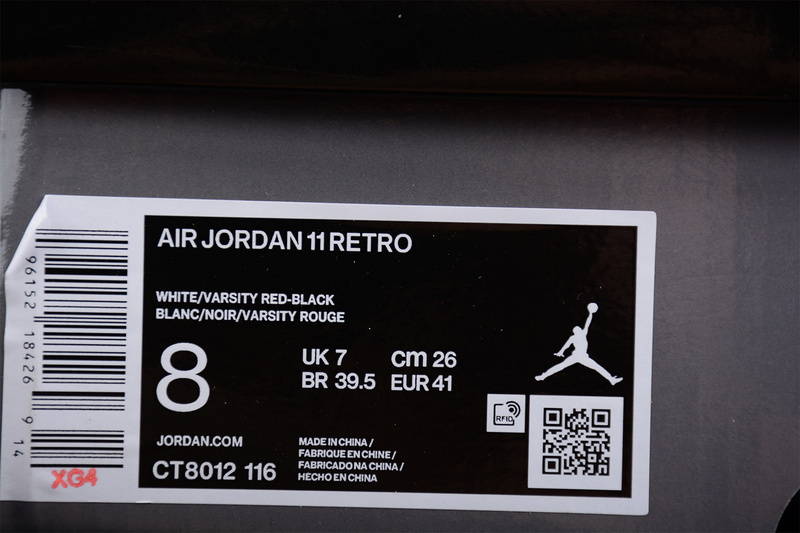 AIR JORDAN 11 RETRO
WHITE/VARSITY RED-BLACK
BLANC/NOIR/VARSITY ROUGE
8
UK 7 cm 26
BR 39.5 EUR 41
RFID
JORDAN.COM
CT8012 116
MADE IN CHINA /
FABRIQUE EN CHINE /
FABRICADO NA CHINA /
HECHO EN CHINA
96152 18426 9 14
XG4